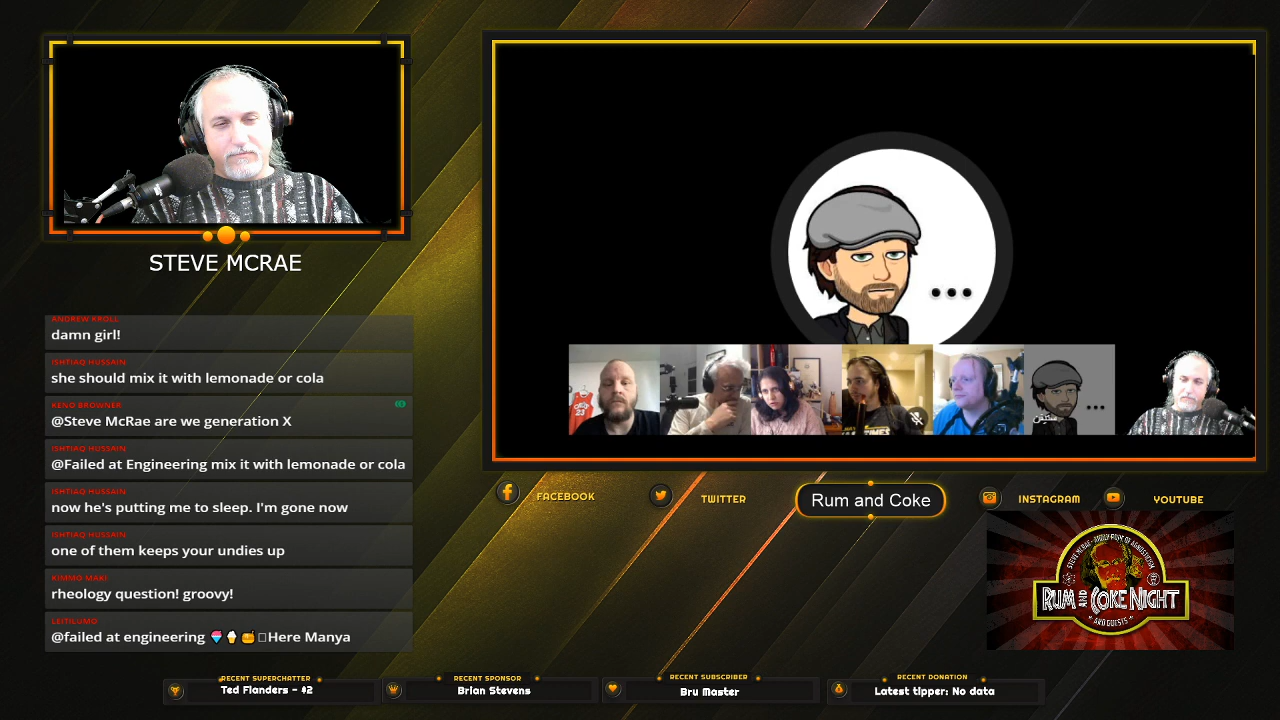 STEVE MCRAE
ANDREW KROLL
damn girl!
ISHTIAQ HUSSAIN
she should mix it with lemonade or cola
KENO BROWNER
@Steve McRae are we generation X
ISHTIAQ HUSSAIN
@Failed at Engineering mix it with lemonade or cola
ISHTIAQ HUSSAIN
now he's putting me to sleep. I'm gone now
ISHTIAQ HUSSAIN
one of them keeps your undies up
KIMMO MAKI
rheology question! groovy!
LEITILUMO
@failed at engineering 🍧🍦🍯 Here Manya
23
FACEBOOK
TWITTER
Rum and Coke
INSTAGRAM
YOUTUBE
RUM AND COKE NIGHT
AND GUESTS
RECENT SUPERCHATTER
Ted Flanders - $2
RECENT SPONSOR
Brian Stevens
RECENT SUBSCRIBER
Bru Master
RECENT DONATION
Latest tipper: No data